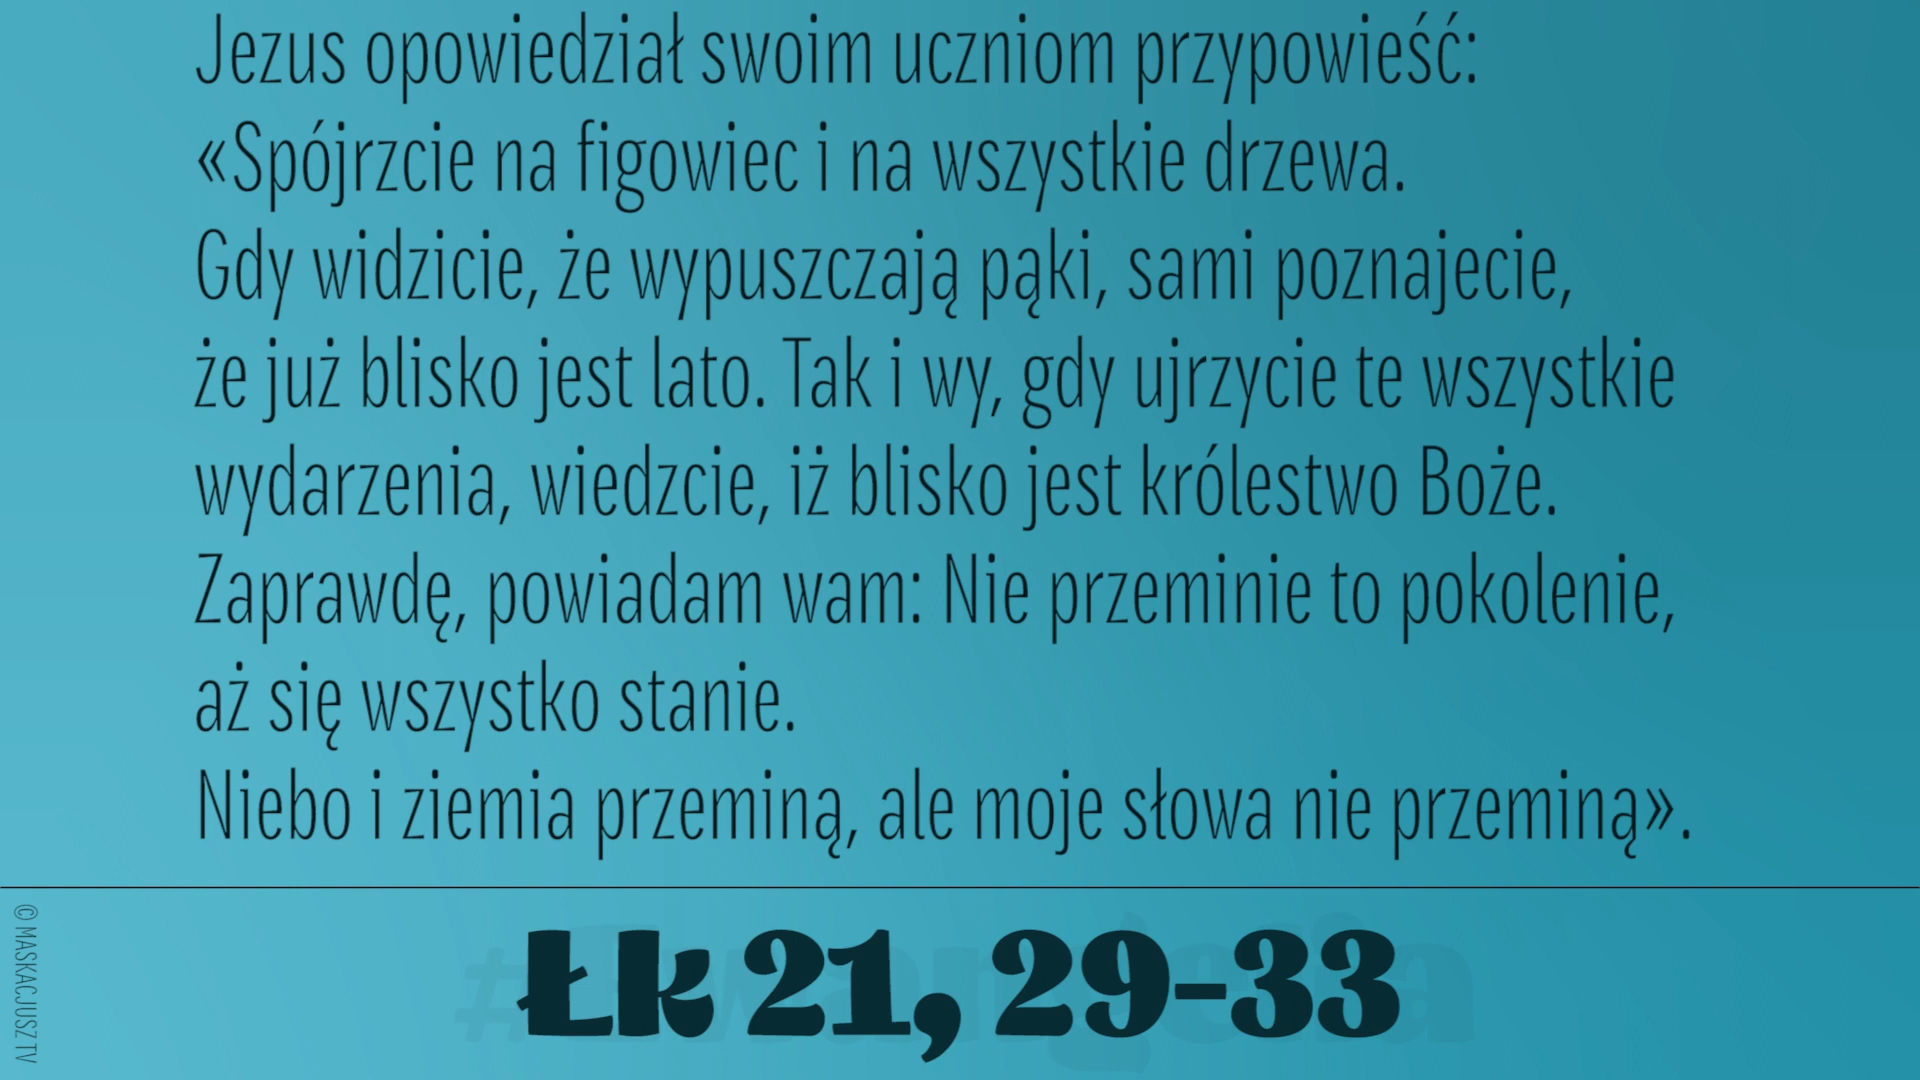 Jezus opowiedział swoim uczniom przypowieść:
«Spójrzcie na figowiec i na wszystkie drzewa.
Gdy widzicie, że wypuszczają pąki, sami poznajecie,
że już blisko jest lato. Tak i wy, gdy ujrzycie te wszystkie
wydarzenia, wiedzcie, iż blisko jest królestwo Boże.
Zaprawdę, powiadam wam: Nie przeminie to pokolenie,
aż się wszystko stanie.
Niebo i ziemia przeminą, ale moje słowa nie przeminą».
Łk 21, 29-33
© MASKACJUSZ TV